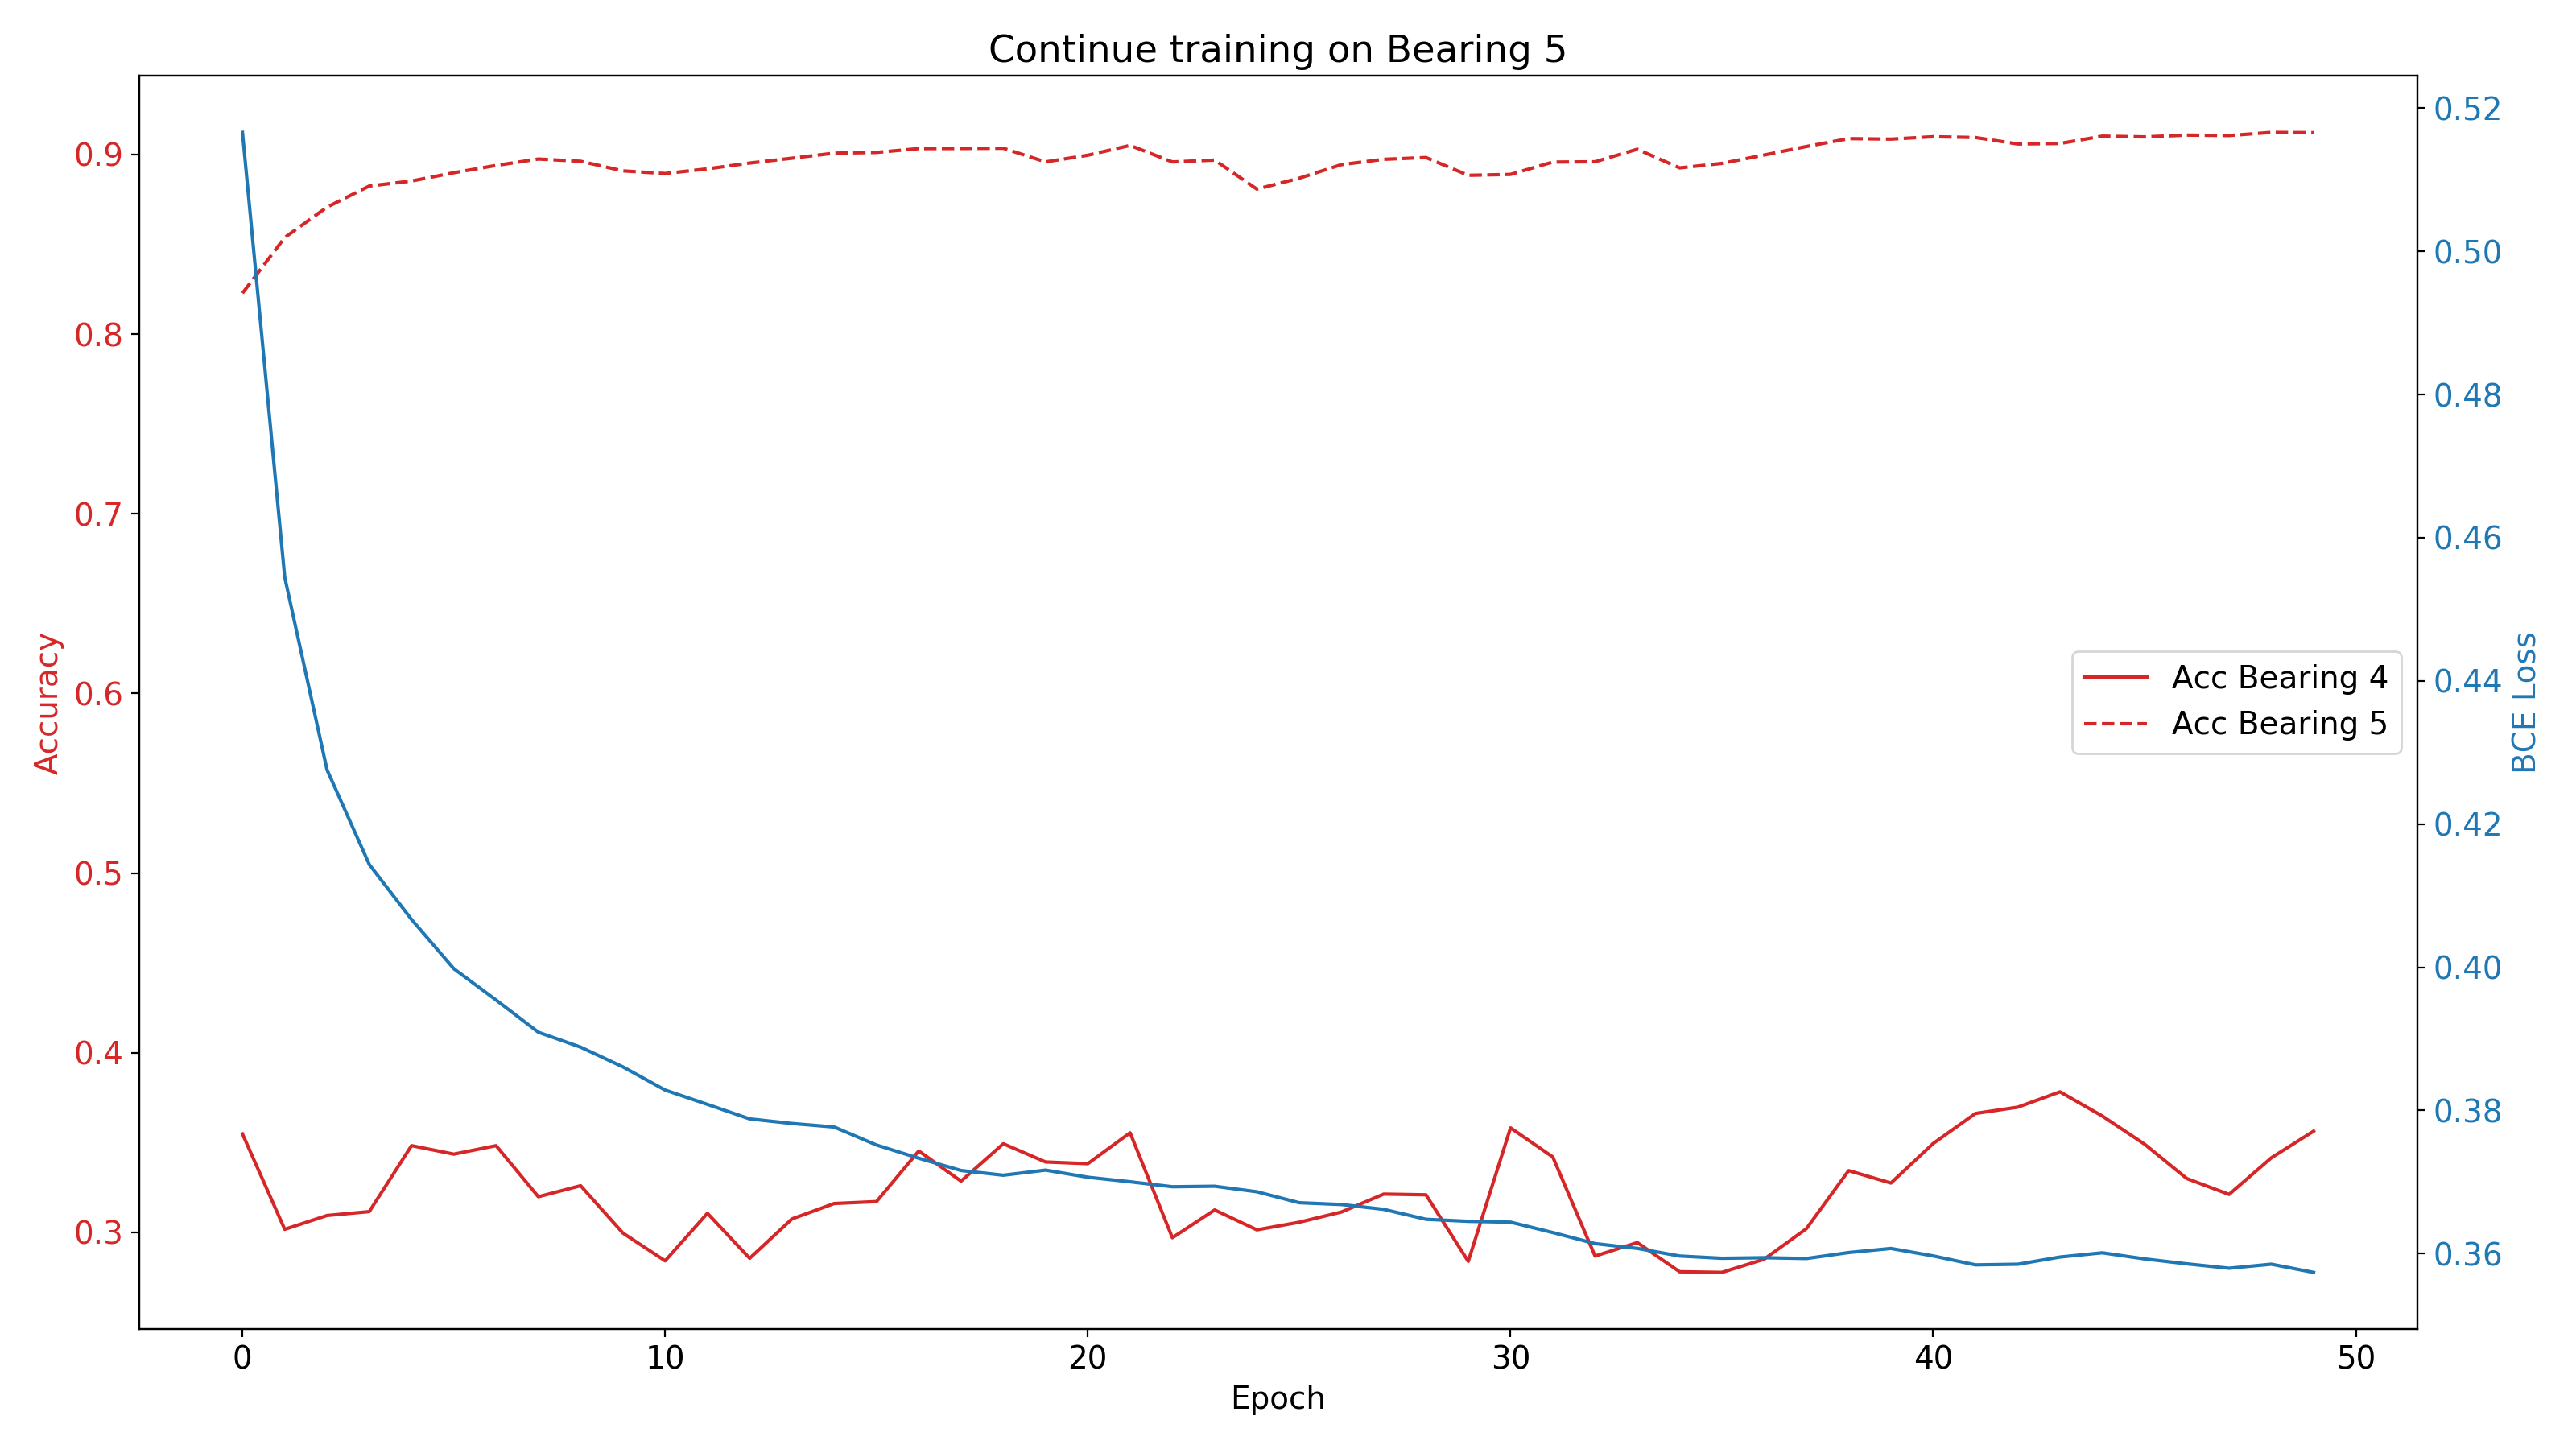 Continue training on Bearing 5
Accuracy
0.9
0.8
0.7
0.6
0.5
0.4
0.3
0.52
0.50
0.48
0.46
0.44
0.42
0.40
0.38
0.36
BCE Loss
Acc Bearing 4
Acc Bearing 5
0 10 20 30 40 50
Epoch